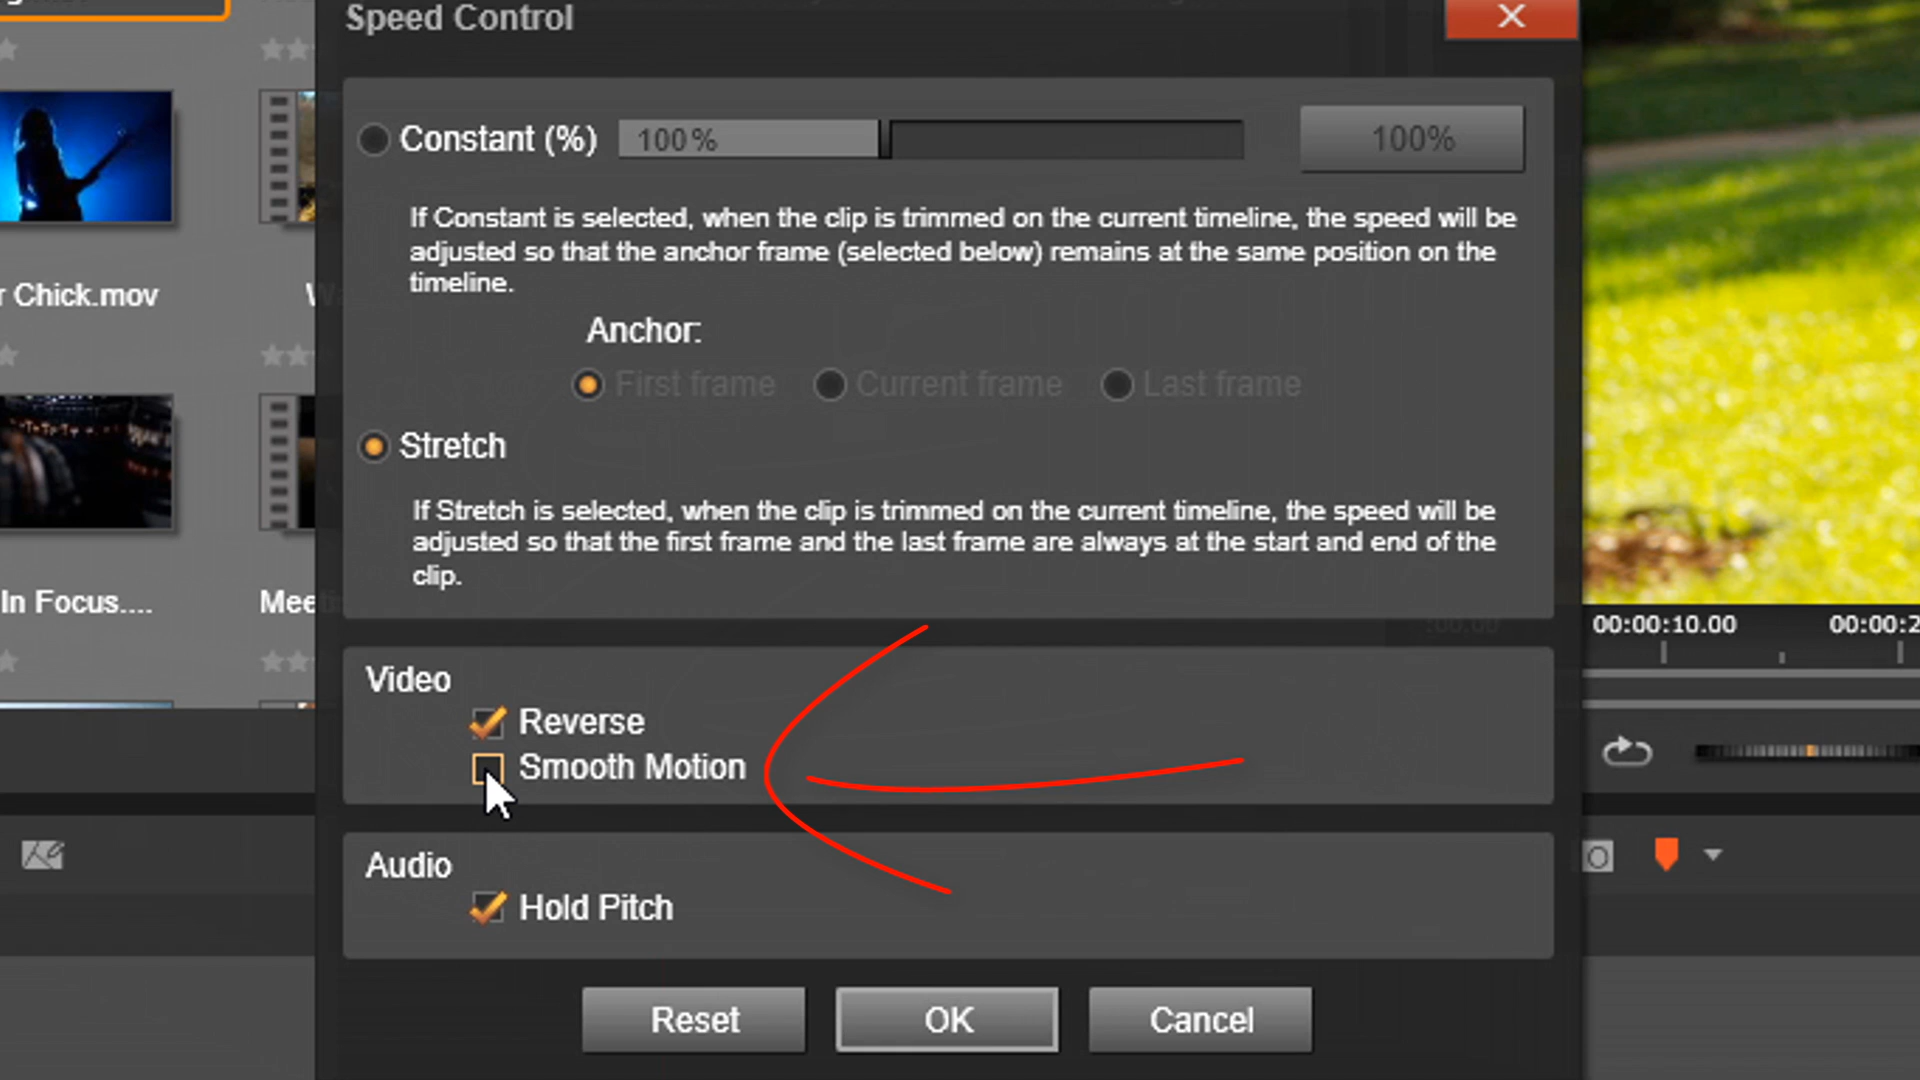 Speed Control
Constant (%)
100%
100%
If Constant is selected, when the clip is trimmed on the current timeline, the speed will be
adjusted so that the anchor frame (selected below) remains at the same position on the
timeline.
Anchor:
First frame
Current frame
Last frame
Stretch
If Stretch is selected, when the clip is trimmed on the current timeline, the speed will be
adjusted so that the first frame and the last frame are always at the start and end of the
clip.
Video
Reverse
Smooth Motion
Audio
Hold Pitch
Reset
OK
Cancel
r Chick.mov
In Focus....
Mee
00:00:10.00
00:00:2